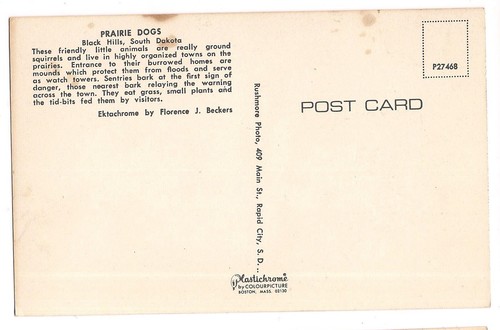 PRAIRIE DOGS
Black Hills, South Dakota
These friendly little animals are really ground
squirrels and live in highly organized towns on the
prairies. Entrance to their burrowed homes are
mounds which protect them from floods and serve
as watch towers. Sentries bark at the first sign of
danger, those nearest bark relaying the warning
across the town. They eat grass, small plants and
the tid-bits fed them by visitors.
Ektachrome by Florence J. Beckers
Rushmore Photo, 409 Main St., Rapid City, S. D..
Plastichrome®
by COLOURPICTURE
BOSTON, MASS. 02130
POST CARD
P27468